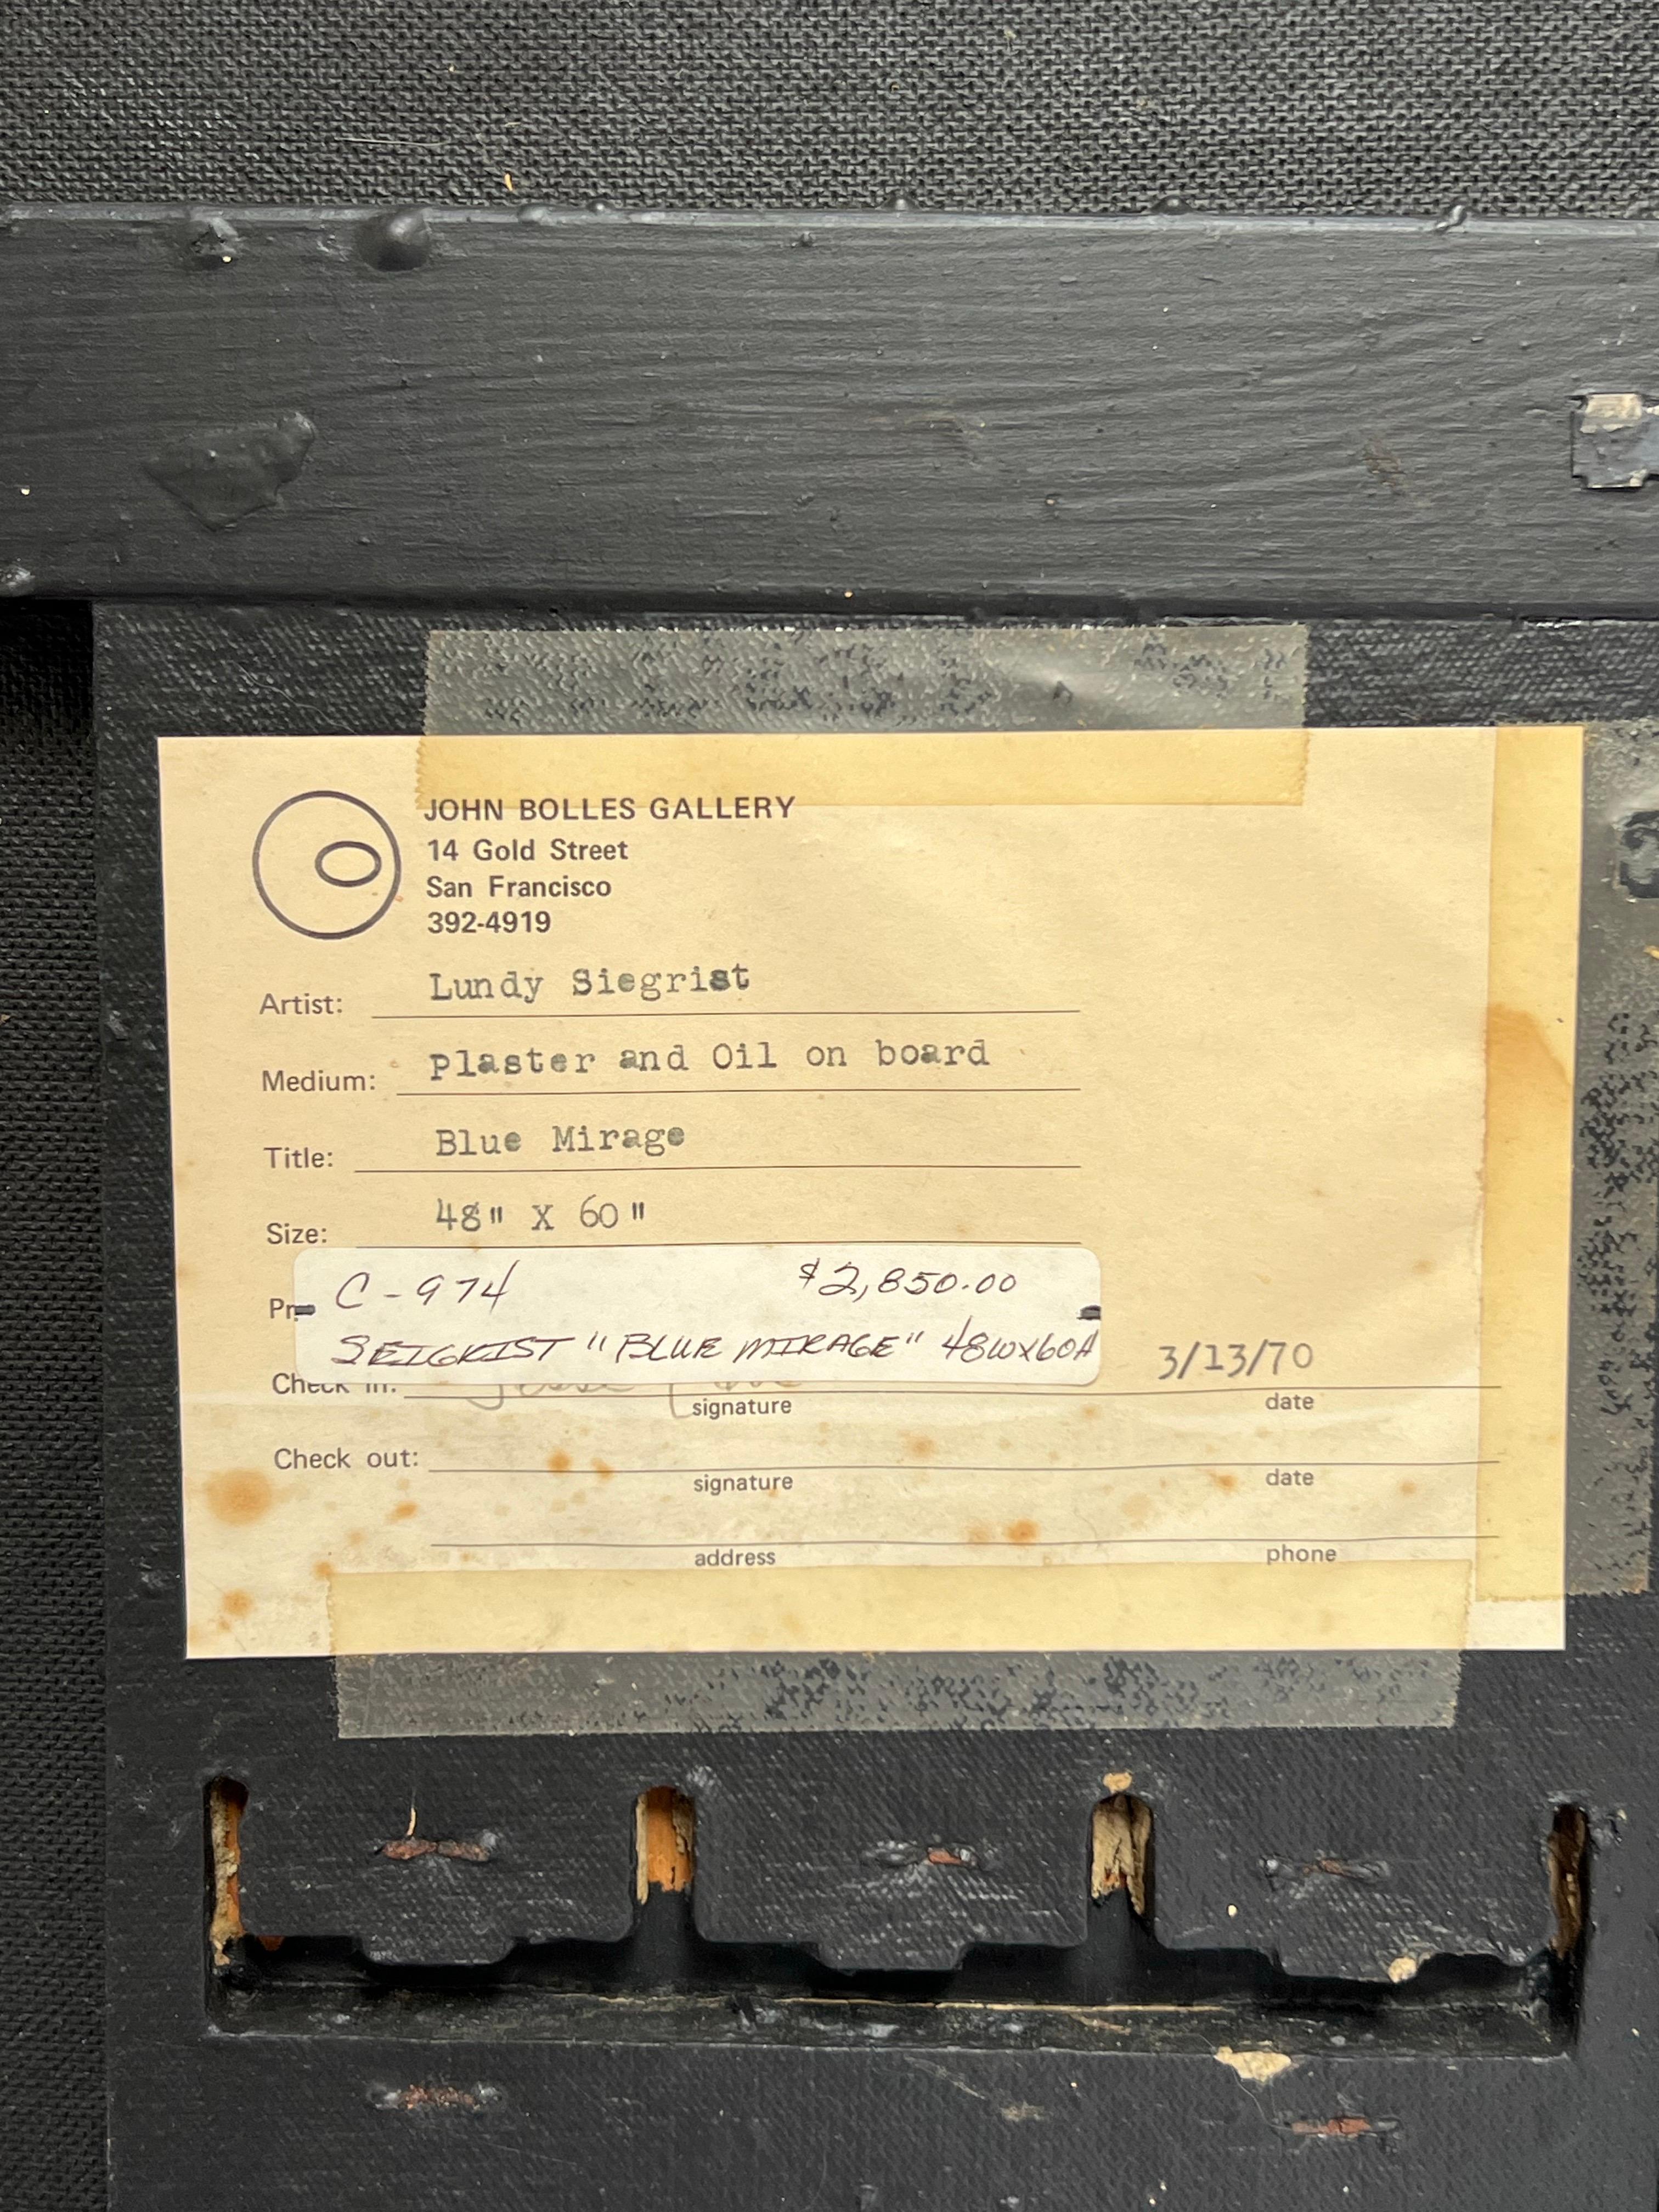 JOHN BOLLES GALLERY
14 Gold Street
San Francisco
392-4919
Artist: Lundy Siegrist
Medium: Plaster and Oil on board
Title: Blue Mirage
Size: 48" X 60"
C-974 $2,850.00
SEIGRIST "BLUE MIRAGE" 48WX60H
Check in: 3/13/70
signature date
Check out:
signature date
address phone